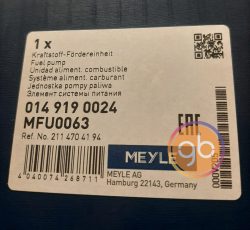 1 x
Kraftstoff-Fördereinheit
Fuel pump
Unidad aliment. combustible
Système aliment. carburant
Jednostka pompy paliwa
Элемент системы питания
014 919 0024
MFU0063
Ref. No. 211 470 41 94
EAC
MEYLE
gb
MEYLE AG
Hamburg 22143, Germany
4 040074 268711